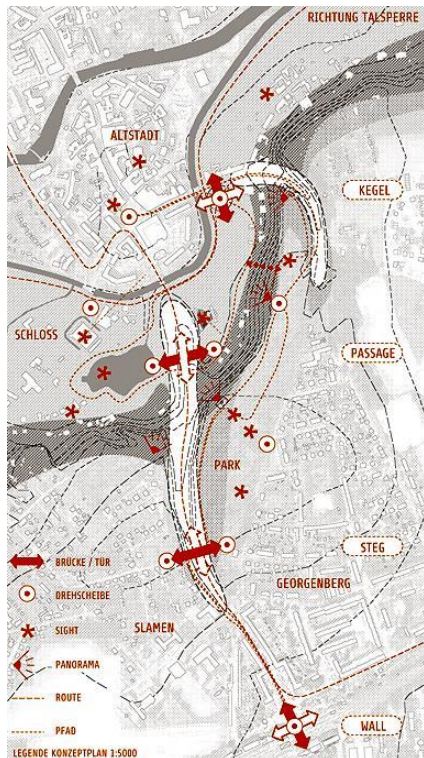 RICHTUNG TALSPERRE
ALTSTADT
KEGEL
SCHLOSS
PASSAGE
PARK
BRÜCKE / TÜR
STEG
DREHSCHEIBE
GEORGENBERG
SIGHT
SLAMEN
PANORAMA
ROUTE
PFAD
WALL
LEGENDE KONZEPTPLAN 1:5000